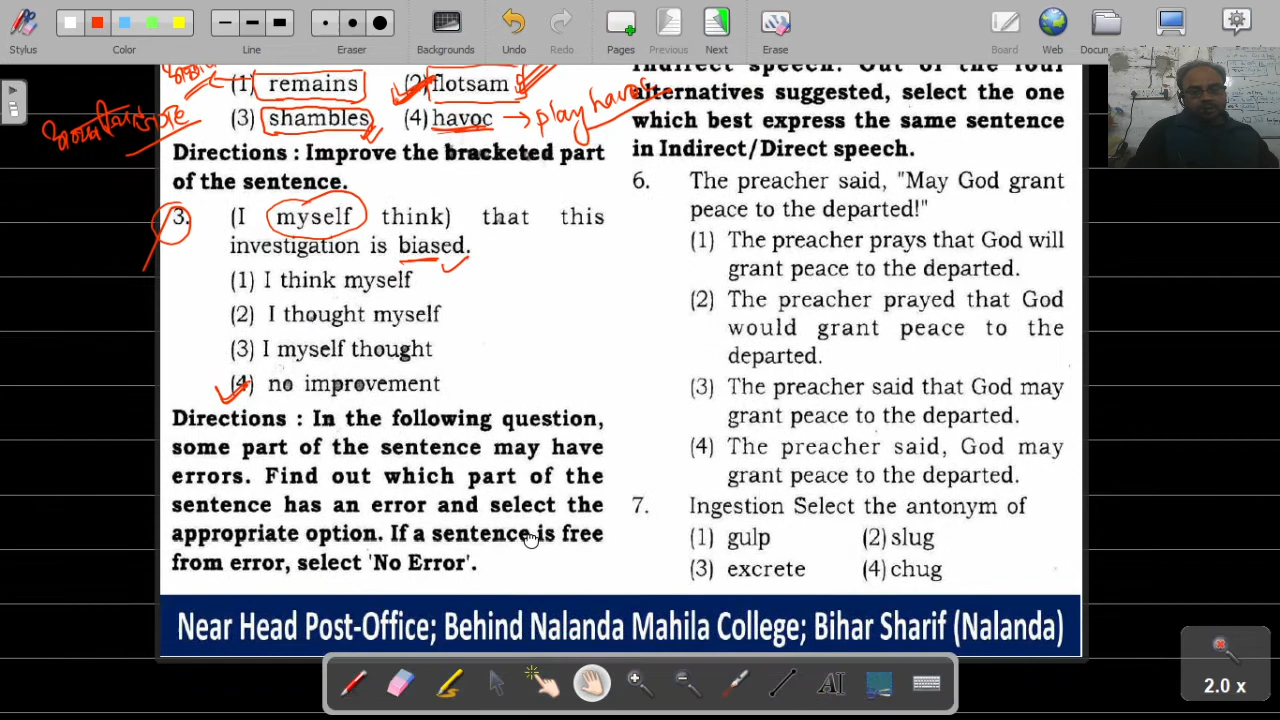 Stylus
Color
Line
Eraser
Backgrounds
Undo
Redo
Pages
Previous
Next
Erase
Board
Web
Docum
(1) remains (2) flotsam
(3) shambles (4) havoc → play havoc
Directions : Improve the bracketed part
of the sentence.
3. (I myself think) that this
investigation is biased.
(1) I think myself
(2) I thought myself
(3) I myself thought
(4) no improvement
Directions : In the following question,
some part of the sentence may have
errors. Find out which part of the
sentence has an error and select the
appropriate option. If a sentence is free
from error, select 'No Error'.
indirect speech. Out of the four
alternatives suggested, select the one
which best express the same sentence
in Indirect/Direct speech.
6. The preacher said, "May God grant
peace to the departed!"
(1) The preacher prays that God will
grant peace to the departed.
(2) The preacher prayed that God
would grant peace to the
departed.
(3) The preacher said that God may
grant peace to the departed.
(4) The preacher said, God may
grant peace to the departed.
7. Ingestion Select the antonym of
(1) gulp (2) slug
(3) excrete (4) chug
Near Head Post-Office; Behind Nalanda Mahila College; Bihar Sharif (Nalanda)
AI
2.0 x